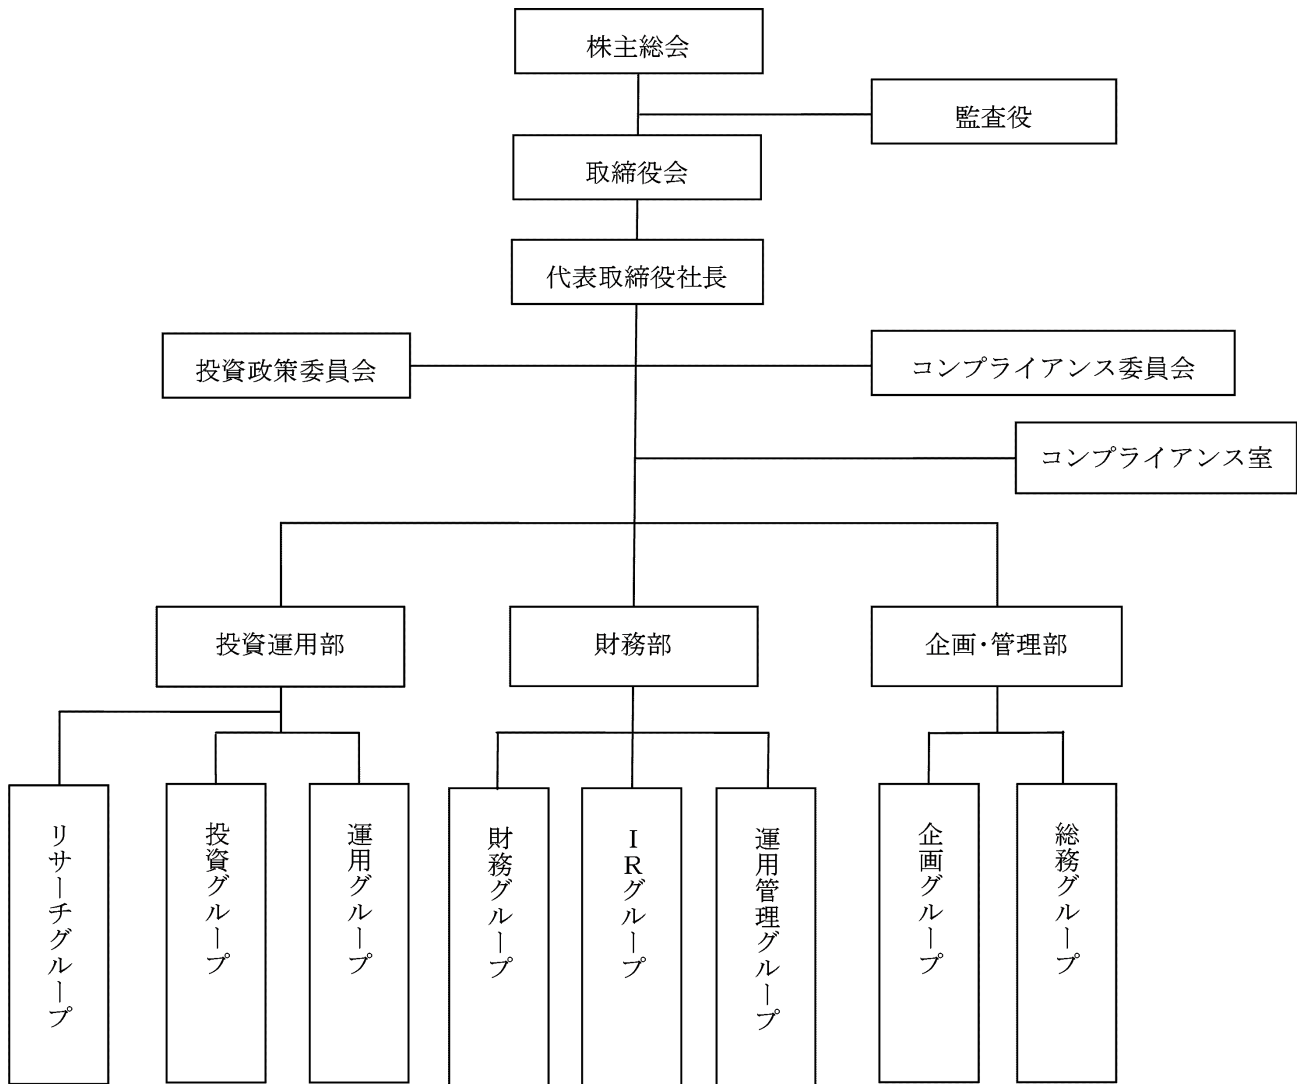 株主総会
監査役
取締役会
代表取締役社長
投資政策委員会
コンプライアンス委員会
コンプライアンス室
投資運用部
財務部
企画・管理部
リサーチグループ
投資グループ
運用グループ
財務グループ
ＩＲグループ
運用管理グループ
企画グループ
総務グループ